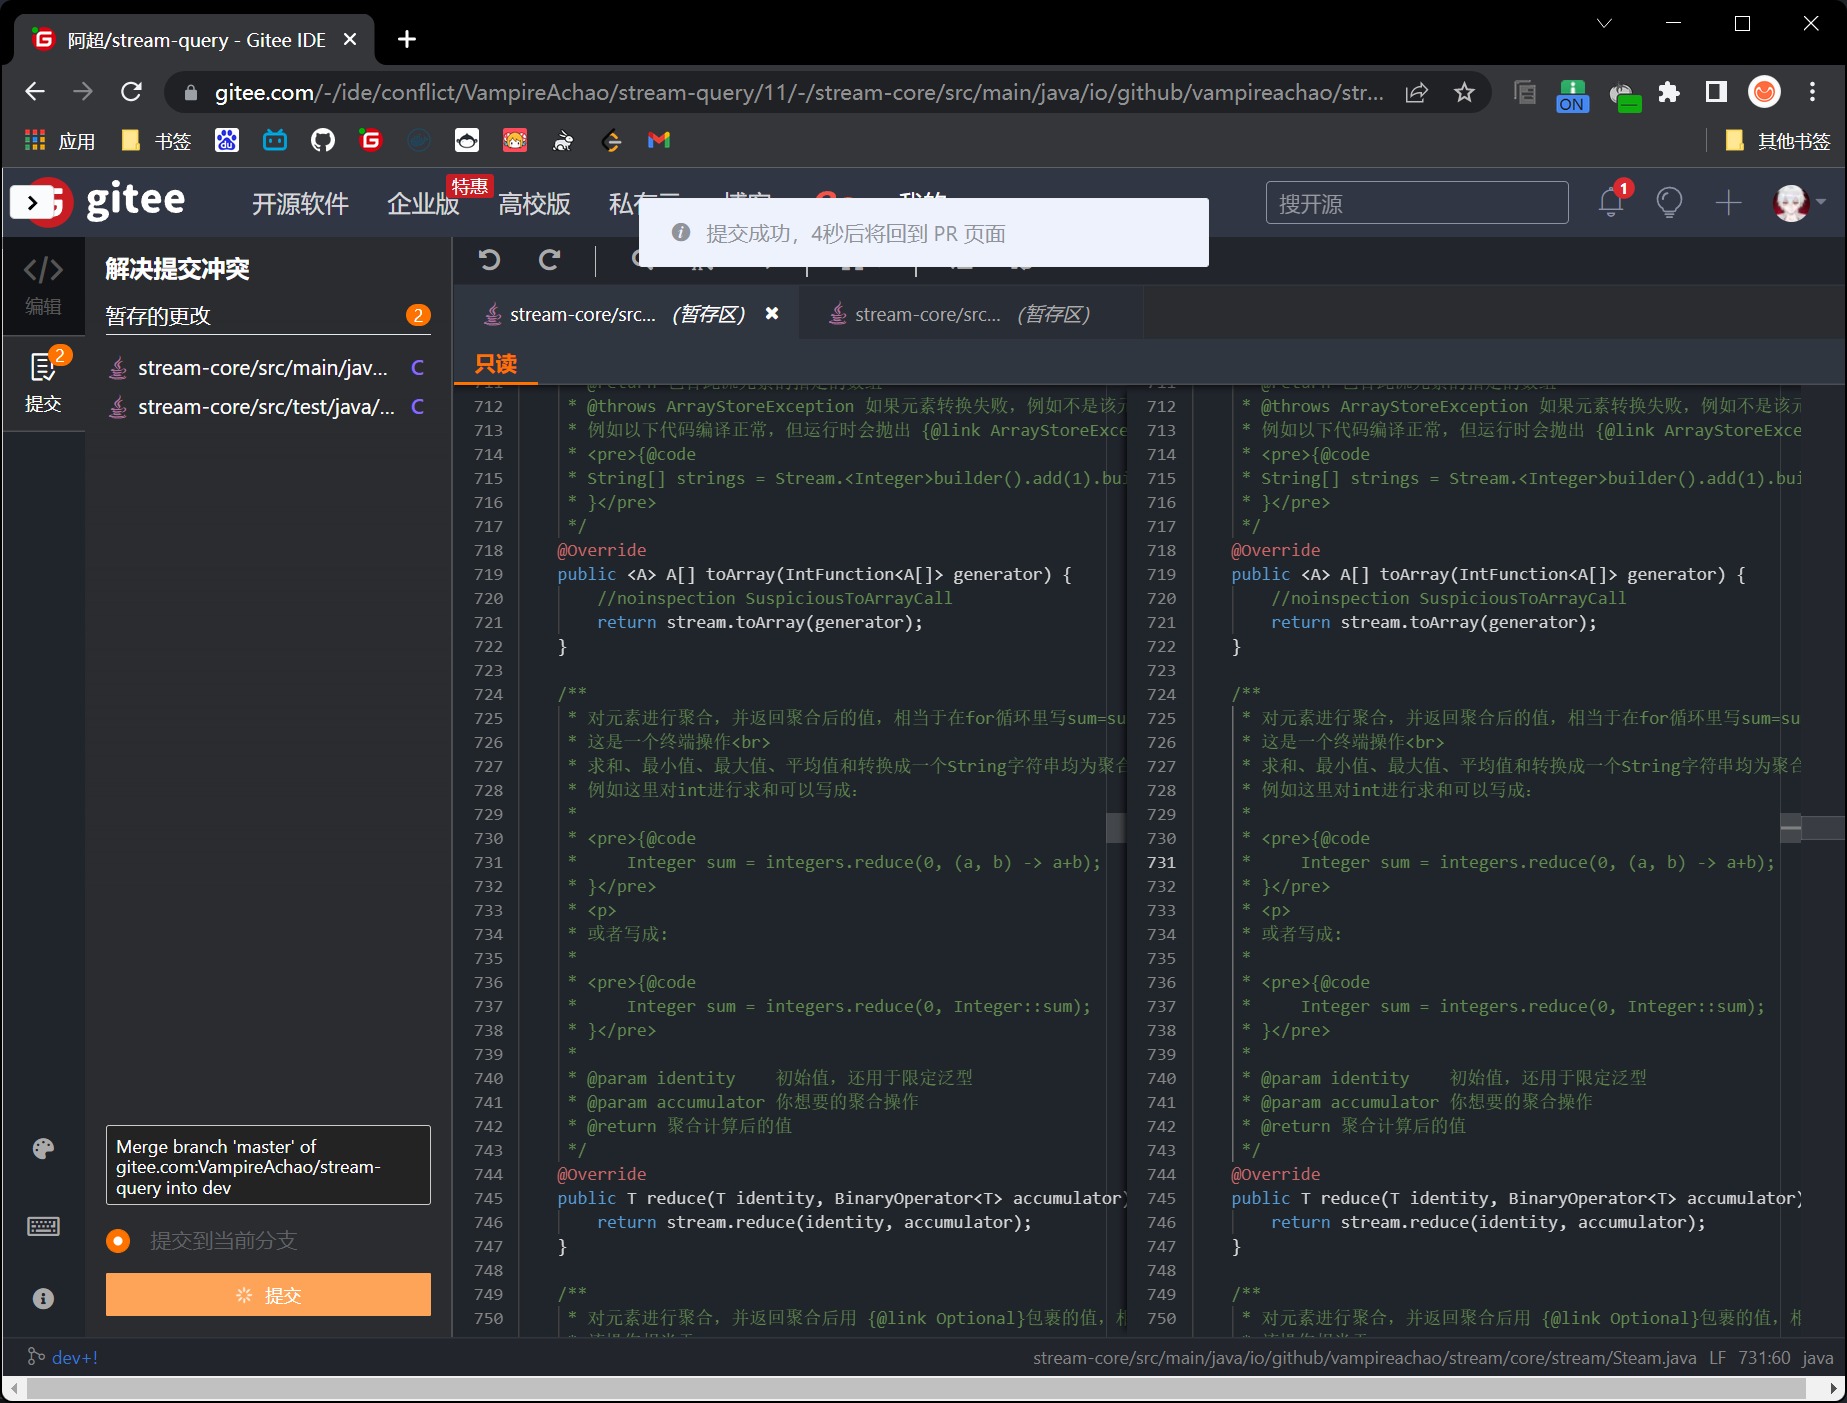 阿超/stream-query - Gitee IDE
gitee.com/-/ide/conflict/VampireAchao/stream-query/11/-/stream-core/src/main/java/io/github/vampireachao/str...
ON
应用 书签 其他书签
gitee 开源软件 企业版 特惠 高校版 我的 搜开源 1
提交成功，4秒后将回到 PR 页面
编辑
提交
2
解决提交冲突
暂存的更改 2
stream-core/src/main/jav... C
stream-core/src/test/java/... C
stream-core/src... (暂存区) stream-core/src... (暂存区)
只读
712 * @throws ArrayStoreException 如果元素转换失败，例如不是该元
713 * 例如以下代码编译正常，但运行时会抛出 {@link ArrayStoreExce
714 * <pre>{@code
715 * String[] strings = Stream.<Integer>builder().add(1).bui
716 * }</pre>
717 */
718 @Override
719 public <A> A[] toArray(IntFunction<A[]> generator) {
720 //noinspection SuspiciousToArrayCall
721 return stream.toArray(generator);
722 }
723
724 /**
725 * 对元素进行聚合，并返回聚合后的值，相当于在for循环里写sum=su
726 * 这是一个终端操作<br>
727 * 求和、最小值、最大值、平均值和转换成一个String字符串均为聚合
728 * 例如这里对int进行求和可以写成：
729 *
730 * <pre>{@code
731 * Integer sum = integers.reduce(0, (a, b) -> a+b);
732 * }</pre>
733 * <p>
734 * 或者写成：
735 *
736 * <pre>{@code
737 * Integer sum = integers.reduce(0, Integer::sum);
738 * }</pre>
739 *
740 * @param identity 初始值，还用于限定泛型
741 * @param accumulator 你想要的聚合操作
742 * @return 聚合计算后的值
743 */
744 @Override
745 public T reduce(T identity, BinaryOperator<T> accumulator)
746 return stream.reduce(identity, accumulator);
747 }
748
749 /**
750 * 对元素进行聚合，并返回聚合后用 {@link Optional}包裹的值，相
712 * @throws ArrayStoreException 如果元素转换失败，例如不是该元
713 * 例如以下代码编译正常，但运行时会抛出 {@link ArrayStoreExce
714 * <pre>{@code
715 * String[] strings = Stream.<Integer>builder().add(1).bui
716 * }</pre>
717 */
718 @Override
719 public <A> A[] toArray(IntFunction<A[]> generator) {
720 //noinspection SuspiciousToArrayCall
721 return stream.toArray(generator);
722 }
723
724 /**
725 * 对元素进行聚合，并返回聚合后的值，相当于在for循环里写sum=su
726 * 这是一个终端操作<br>
727 * 求和、最小值、最大值、平均值和转换成一个String字符串均为聚合
728 * 例如这里对int进行求和可以写成：
729 *
730 * <pre>{@code
731 * Integer sum = integers.reduce(0, (a, b) -> a+b);
732 * }</pre>
733 * <p>
734 * 或者写成：
735 *
736 * <pre>{@code
737 * Integer sum = integers.reduce(0, Integer::sum);
738 * }</pre>
739 *
740 * @param identity 初始值，还用于限定泛型
741 * @param accumulator 你想要的聚合操作
742 * @return 聚合计算后的值
743 */
744 @Override
745 public T reduce(T identity, BinaryOperator<T> accumulator)
746 return stream.reduce(identity, accumulator);
747 }
748
749 /**
750 * 对元素进行聚合，并返回聚合后用 {@link Optional}包裹的值，相
Merge branch 'master' of
gitee.com:VampireAchao/stream-
query into dev
提交到当前分支
提交
dev+! stream-core/src/main/java/io/github/vampireachao/stream/core/stream/Steam.java LF 731:60 java